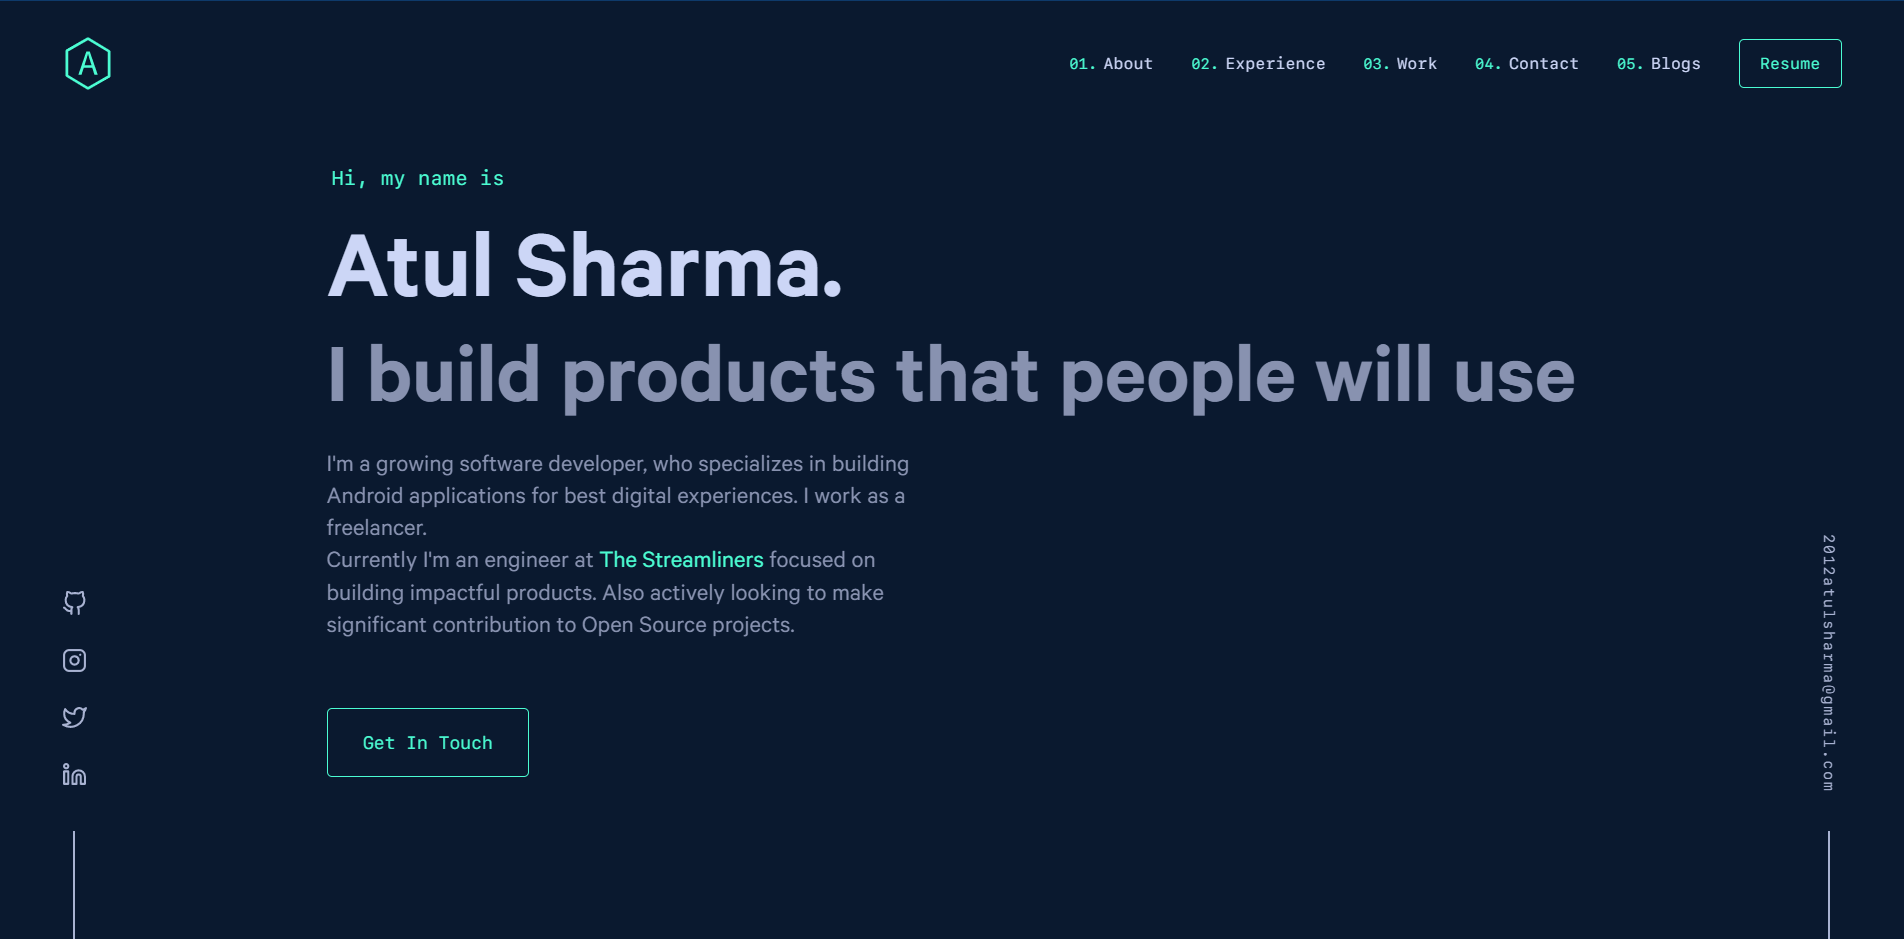 A
01. About 02. Experience 03. Work 04. Contact 05. Blogs Resume
Hi, my name is
Atul Sharma.
I build products that people will use
I'm a growing software developer, who specializes in building
Android applications for best digital experiences. I work as a
freelancer.
Currently I'm an engineer at The Streamliners focused on
building impactful products. Also actively looking to make
significant contribution to Open Source projects.
Get In Touch
2012atulsharma@gmail.com